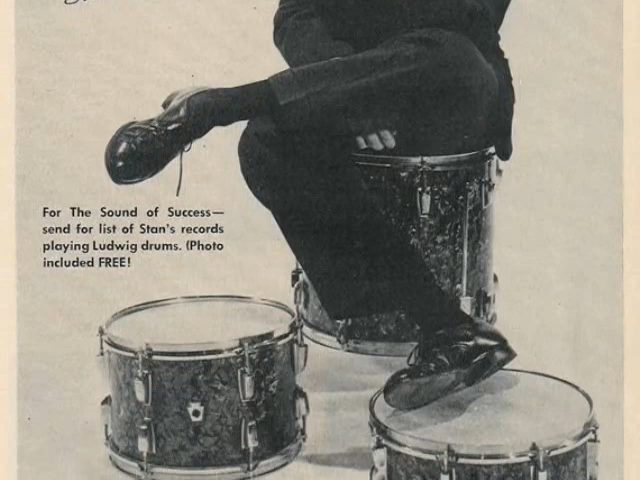 For The Sound of Success—
send for list of Stan's records
playing Ludwig drums. (Photo
included FREE!